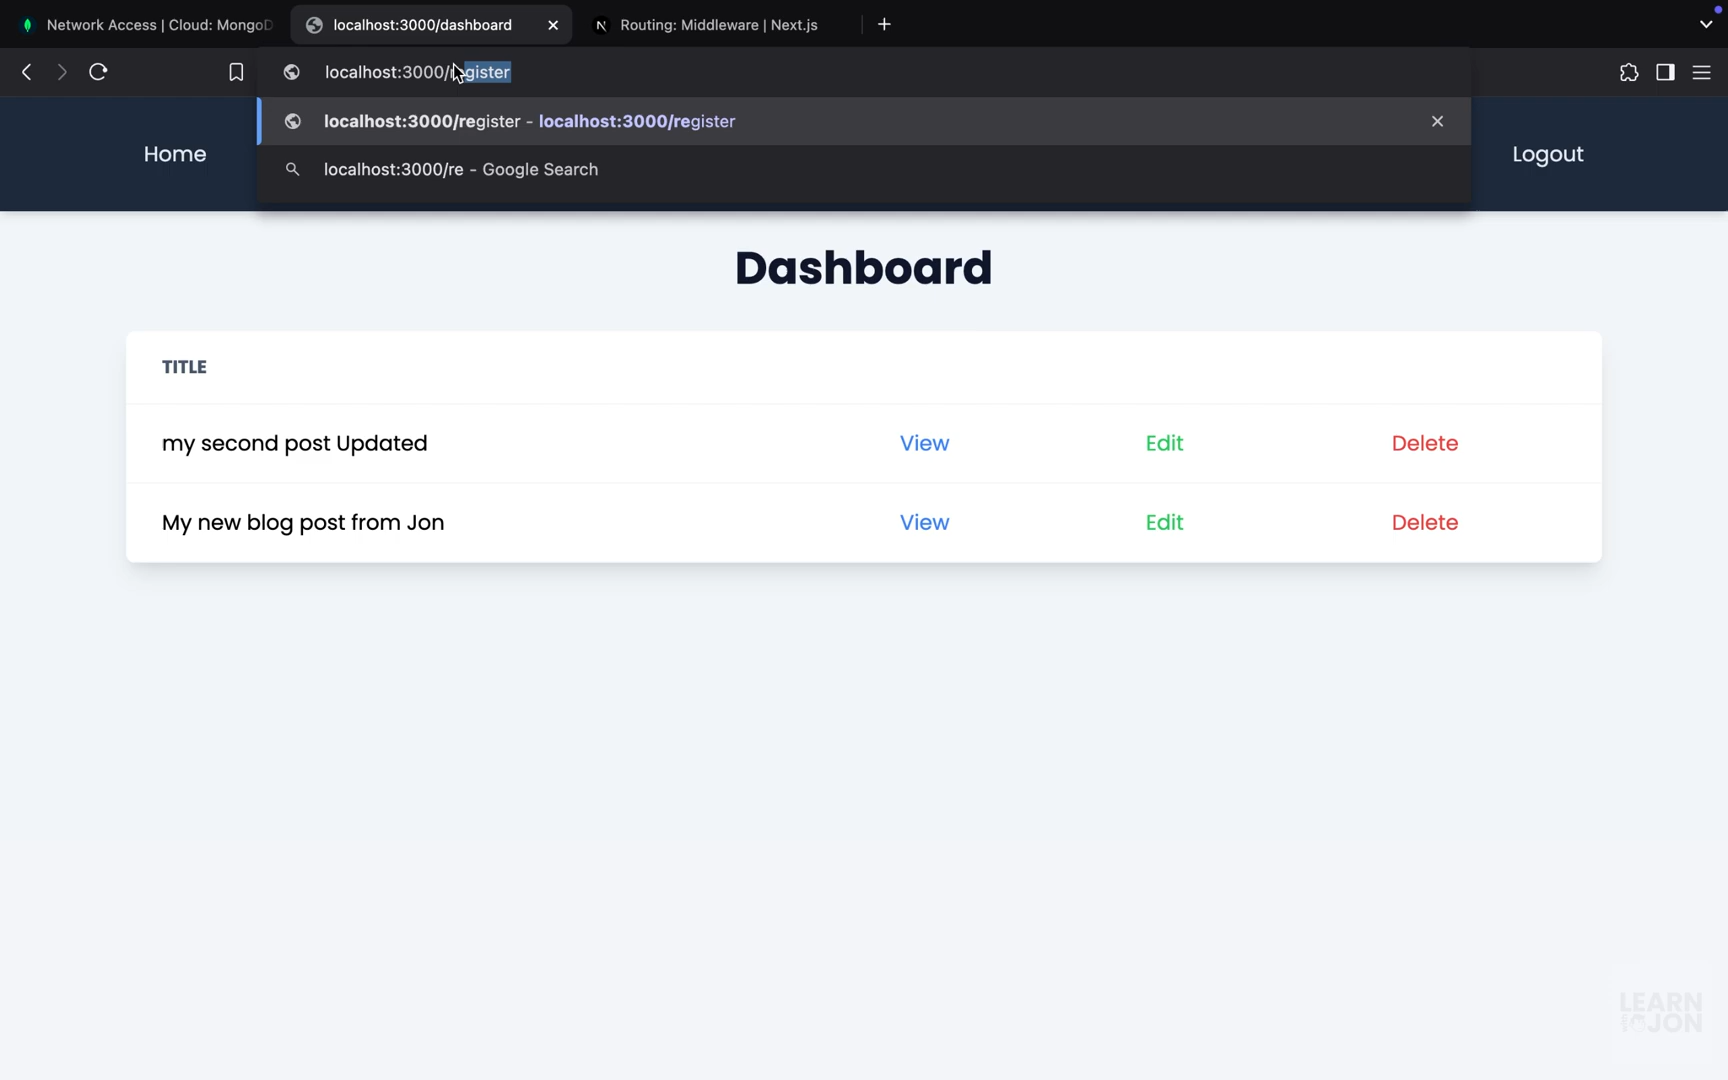 Network Access | Cloud: MongoD
localhost:3000/dashboard
Routing: Middleware | Next.js
localhost:3000/register
localhost:3000/register - localhost:3000/register
localhost:3000/re - Google Search
Home
Logout
Dashboard
TITLE
my second post Updated View Edit Delete
My new blog post from Jon View Edit Delete
LEARN
JON